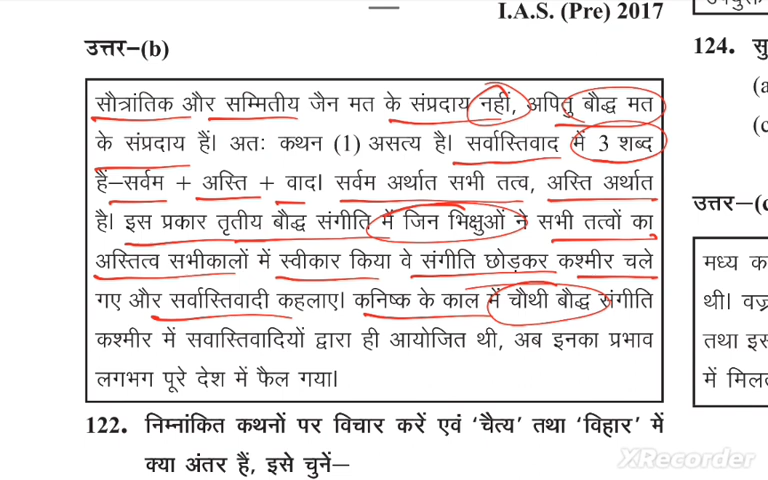 I.A.S. (Pre) 2017
उत्तर–(b)
सौत्रांतिक और सम्मितीय जैन मत के संप्रदाय नहीं, अपितु बौद्ध मत
के संप्रदाय हैं। अतः कथन (1) असत्य है। सर्वास्तिवाद में 3 शब्द
हैं–सर्वम + अस्ति + वाद। सर्वम अर्थात सभी तत्व, अस्ति अर्थात
है। इस प्रकार तृतीय बौद्ध संगीति में जिन भिक्षुओं ने सभी तत्वों का
अस्तित्व सभीकालों में स्वीकार किया वे संगीति छोड़कर कश्मीर चले
गए और सर्वास्तिवादी कहलाए। कनिष्क के काल में चौथी बौद्ध संगीति
कश्मीर में सवास्तिवादियों द्वारा ही आयोजित थी, अब इनका प्रभाव
लगभग पूरे देश में फैल गया।
122. निम्नांकित कथनों पर विचार करें एवं ‘चैत्य’ तथा ‘विहार’ में
क्या अंतर हैं, इसे चुनें–
124. सु
(a
(c
उत्तर–(c
मध्य क
थी। वज्र
तथा इस
में मिल
XRecorder